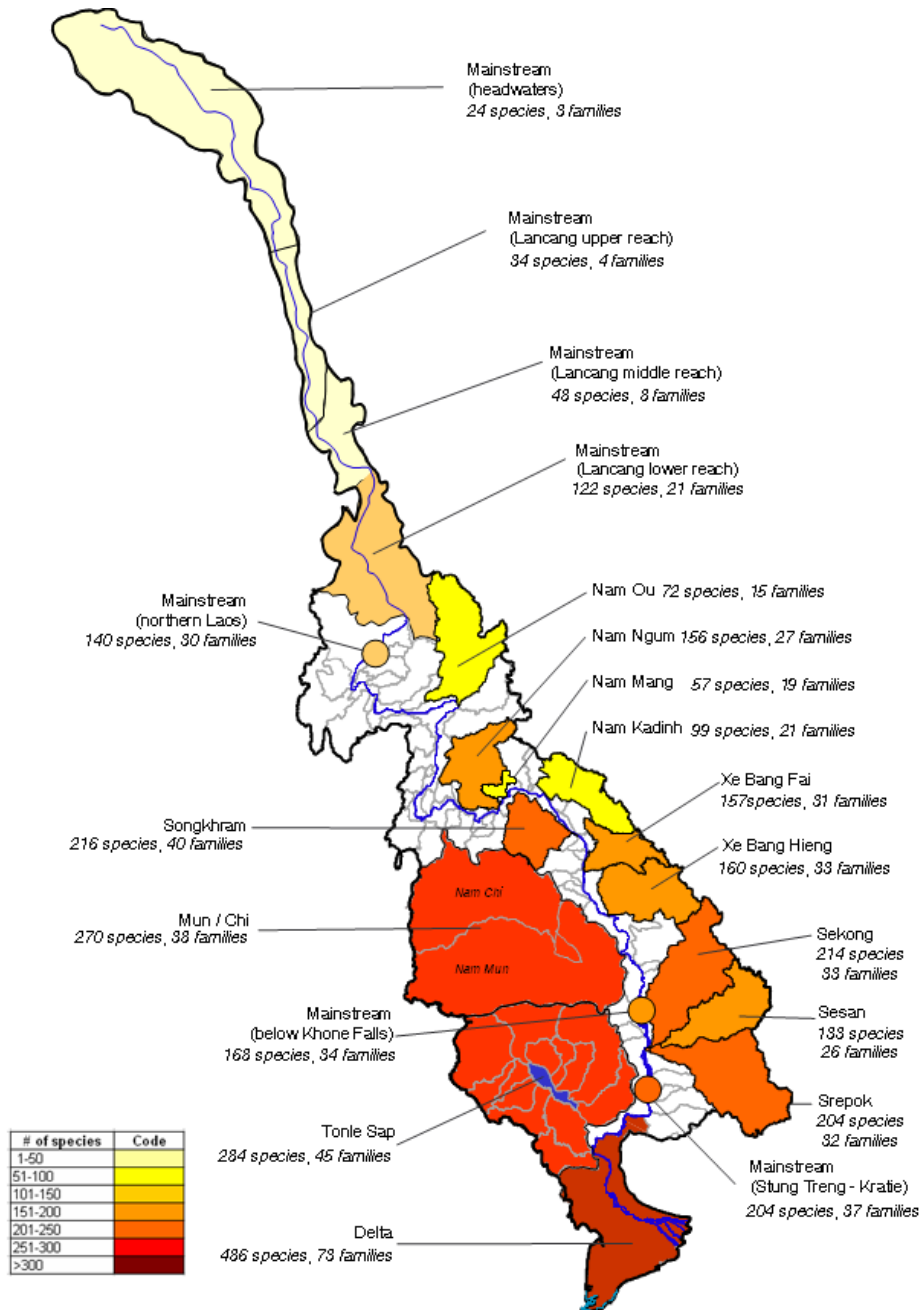 Mainstream
(headwaters)
24 species, 3 families
Mainstream
(Lancang upper reach)
34 species, 4 families
Mainstream
(Lancang middle reach)
48 species, 8 families
Mainstream
(Lancang lower reach)
122 species, 21 families
Nam Ou 72 species, 15 families
Mainstream
(northern Laos)
140 species, 30 families
Nam Ngum 156 species, 27 families
Nam Mang 57 species, 19 families
Nam Kadinh 99 species, 21 families
Xe Bang Fai
157species, 31 families
Songkhram
216 species, 40 families
Xe Bang Hieng
160 species, 33 families
Nam Chi
Mun / Chi
270 species, 38 families
Nam Mun
Sekong
214 species
33 families
Mainstream
(below Khone Falls)
168 species, 34 families
Sesan
133 species
26 families
Srepok
204 species
32 families
Tonle Sap
284 species, 45 families
Mainstream
(Stung Treng - Kratie)
204 species, 37 families
Delta
486 species, 73 families
# of species Code
1-50
51-100
101-150
151-200
201-250
251-300
>300